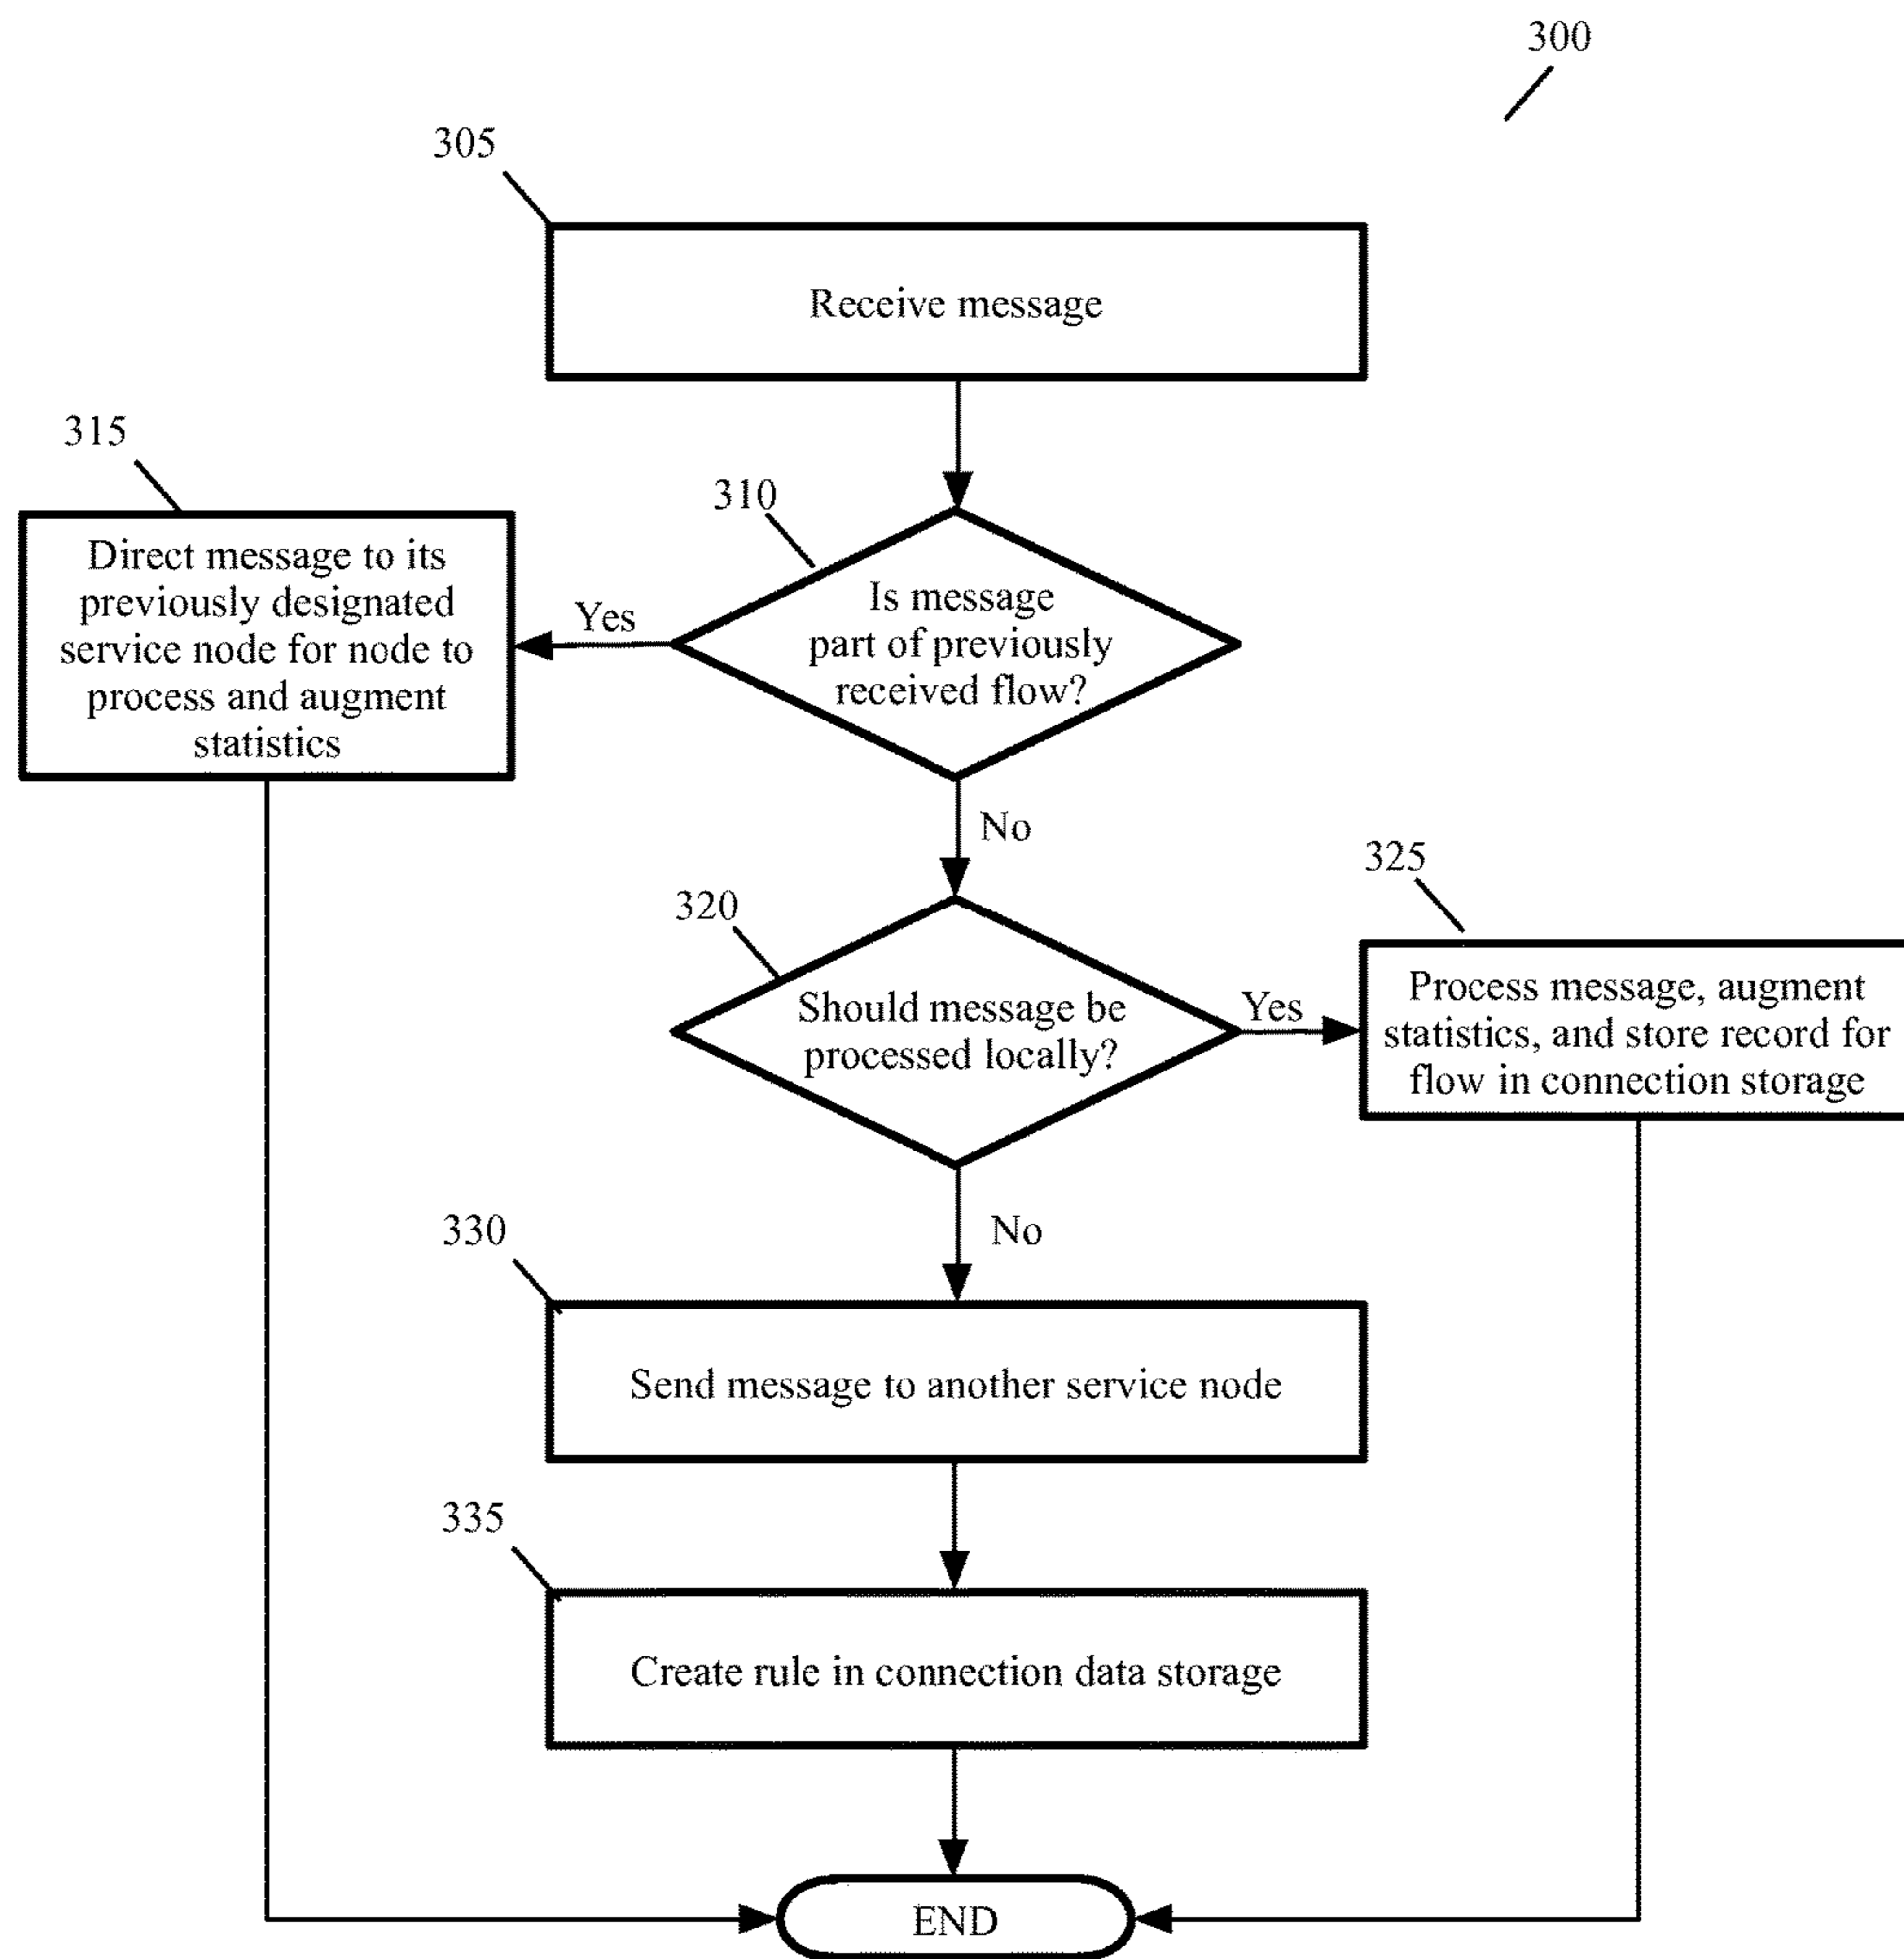 300
305
Receive message
315
310
Direct message to its
previously designated
service node for node to
process and augment
statistics
Yes
Is message
part of previously
received flow?
No
325
320
Should message be
processed locally?
Yes
Process message, augment
statistics, and store record for
flow in connection storage
330
No
Send message to another service node
335
Create rule in connection data storage
END